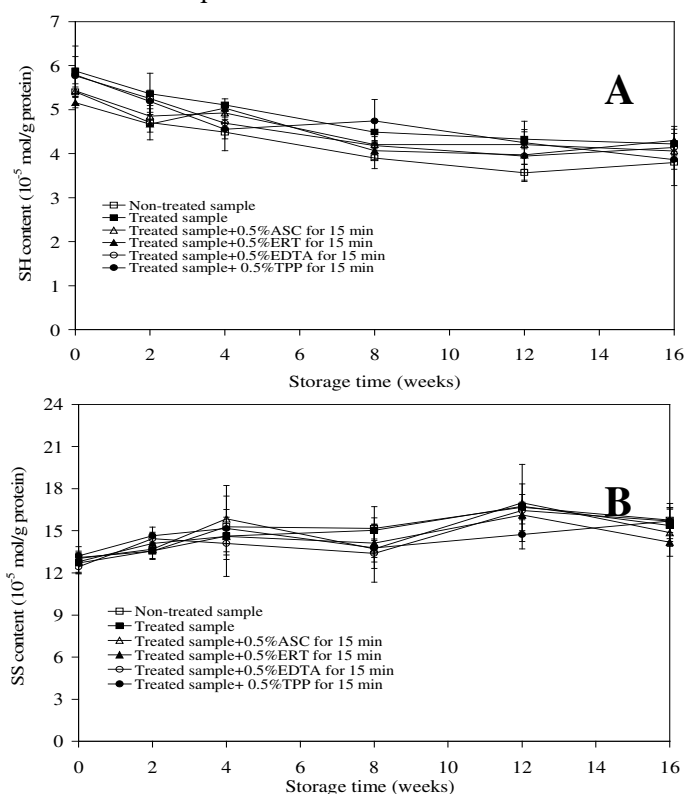 7
6
A
5
4
SH content (10-5 mol/g protein)
3
Non-treated sample
Treated sample
Treated sample+0.5%ASC for 15 min
Treated sample+0.5%ERT for 15 min
Treated sample+0.5%EDTA for 15 min
Treated sample+ 0.5%TPP for 15 min
2
1
0
0 2 4 6 8 10 12 14 16
Storage time (weeks)
24
21
18
B
15
12
SS content (10-5 mol/g protein)
9
Non-treated sample
Treated sample
Treated sample+0.5%ASC for 15 min
Treated sample+0.5%ERT for 15 min
Treated sample+0.5%EDTA for 15 min
Treated sample+ 0.5%TPP for 15 min
6
3
0
0 2 4 6 8 10 12 14 16
Storage time (weeks)